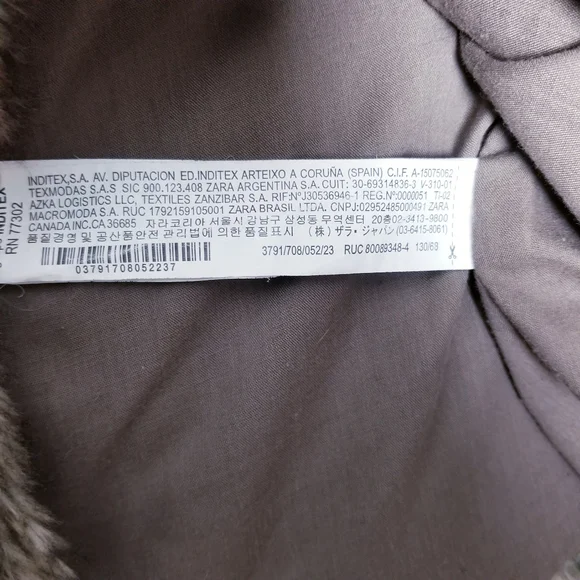 INDITEX,S.A. AV. DIPUTACION ED.INDITEX ARTEIXO A CORUÑA (SPAIN) C.I.F. A-15075062
TEXMODAS S.A.S SIC 900.123.408 ZARA ARGENTINA S.A. CUIT: 30-69314836-3 V-310-01
AZKA LOGISTICS LLC, TEXTILES ZANZIBAR S.A. RIF:NºJ30536946-1 REG.Nº0000051 TI-02
MACROMODA S.A. RUC 1792159105001 ZARA BRASIL LTDA, CNPJ:02952485000491 ZARA
CANADA INC.CA 36685 자라코리아 서울시 강남구 삼성동 무역센터 20층 02-3413-9800
품질경영 및 공산품안전관리법에 의한 품질표시 (株) ザラ・ジャパン (03-6415-8061)
03791708052237
3791/708/052/23 RUC 80089348-4 130/68
INDITEX
RN 77302